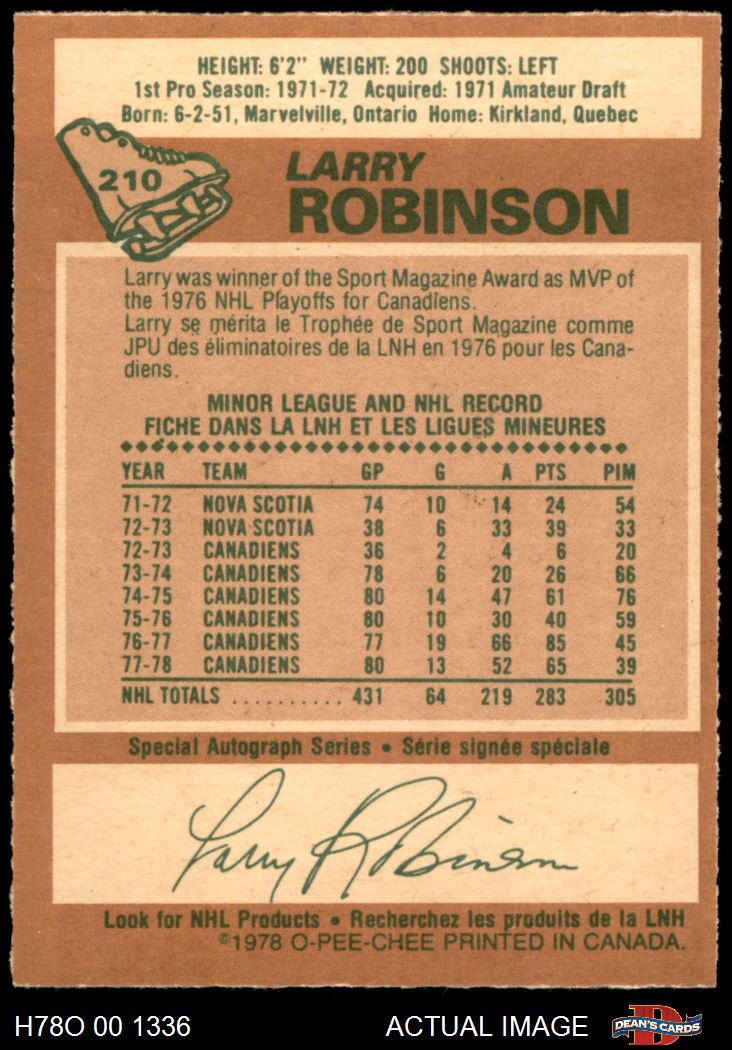 HEIGHT: 6'2" WEIGHT: 200 SHOOTS: LEFT
1st Pro Season: 1971-72 Acquired: 1971 Amateur Draft
Born: 6-2-51, Marvelville, Ontario Home: Kirkland, Quebec
210
LARRY
ROBINSON
Larry was winner of the Sport Magazine Award as MVP of
the 1976 NHL Playoffs for Canadiens.
Larry se mérita le Trophée de Sport Magazine comme
JPU des éliminatoires de la LNH en 1976 pour les Cana-
diens.
MINOR LEAGUE AND NHL RECORD
FICHE DANS LA LNH ET LES LIGUES MINEURES
YEAR TEAM GP G A PTS PIM
71-72 NOVA SCOTIA 74 10 14 24 54
72-73 NOVA SCOTIA 38 6 33 39 33
72-73 CANADIENS 36 2 4 6 20
73-74 CANADIENS 78 6 20 26 66
74-75 CANADIENS 80 14 47 61 76
75-76 CANADIENS 80 10 30 40 59
76-77 CANADIENS 77 19 66 85 45
77-78 CANADIENS 80 13 52 65 39
NHL TOTALS .......... 431 64 219 283 305
Special Autograph Series • Série signée spéciale
Larry Robinson
Look for NHL Products • Recherchez les produits de la LNH
©1978 O-PEE-CHEE PRINTED IN CANADA.
H78O 00 1336 ACTUAL IMAGE D DEAN'S CARDS